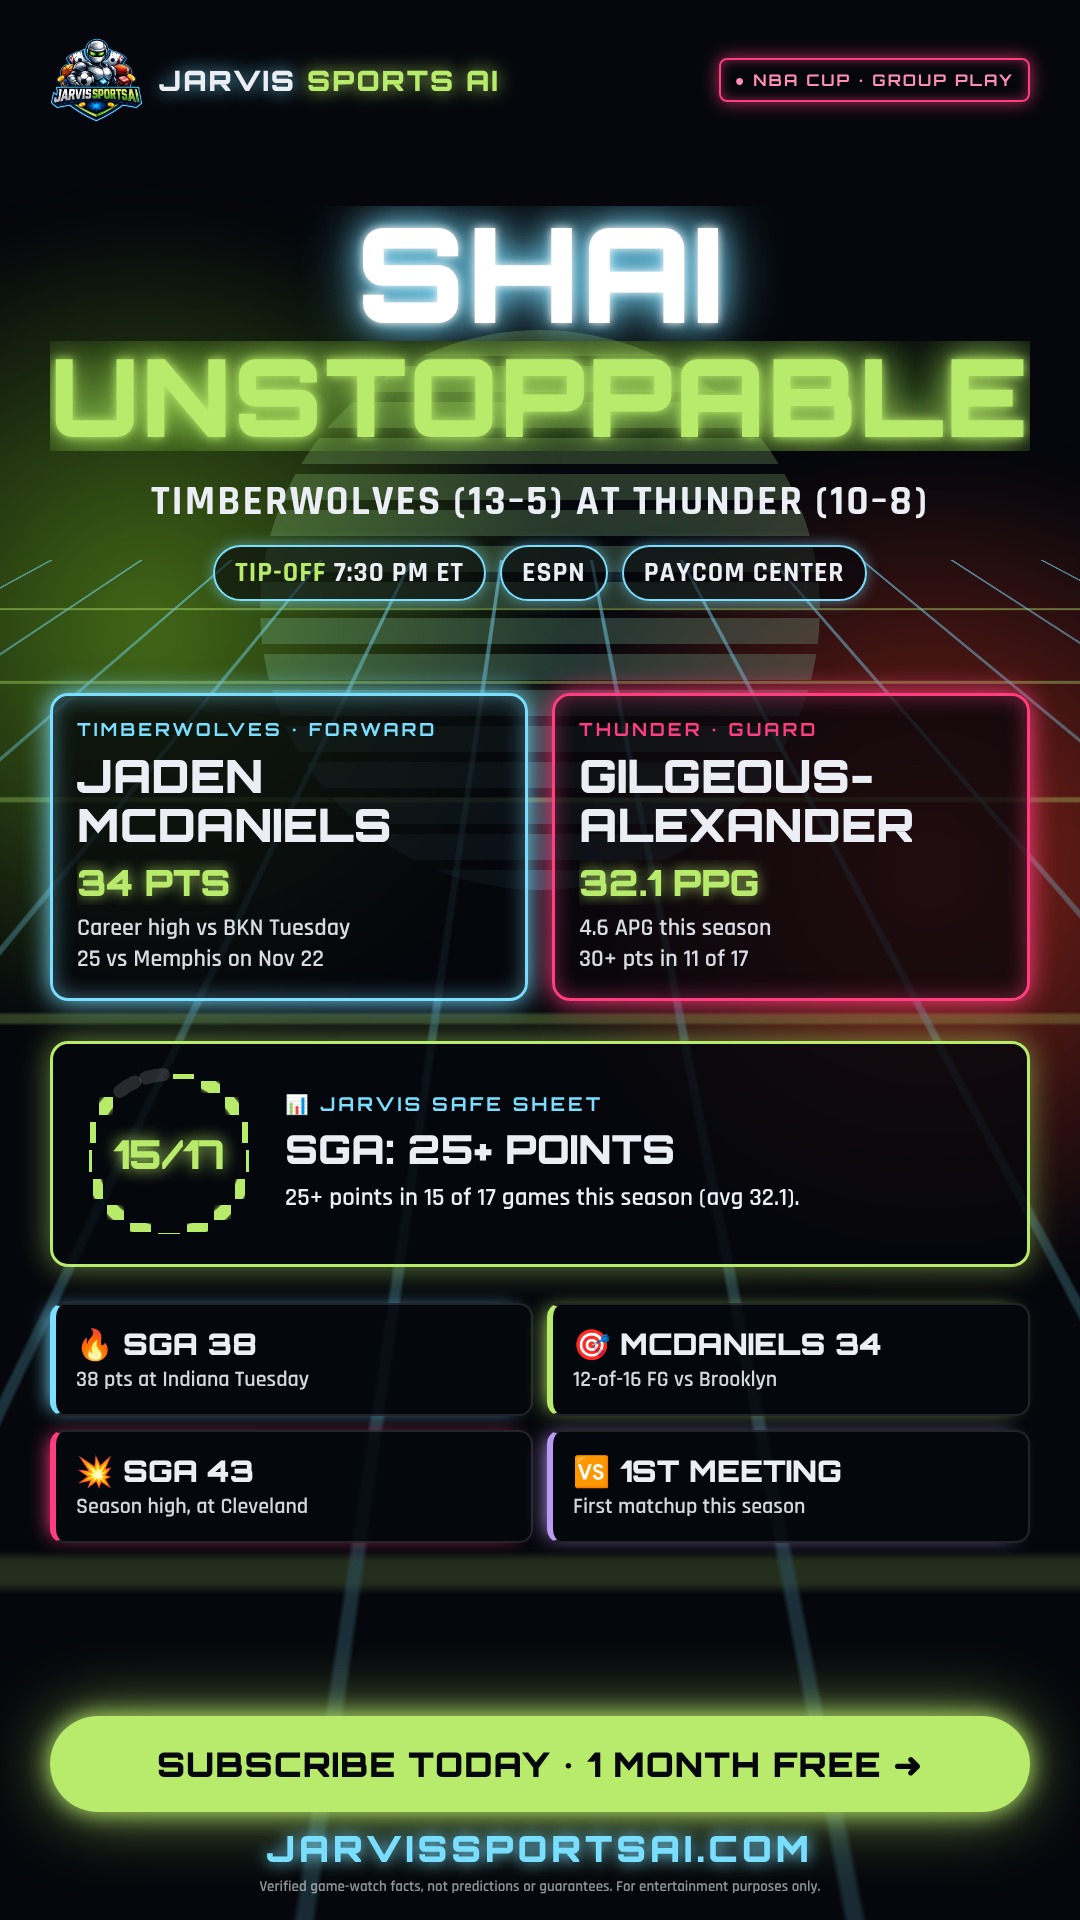 JARVISSPORTSAI
JARVIS SPORTS AI
• NBA CUP · GROUP PLAY
SHAI
UNSTOPPABLE
TIMBERWOLVES (13-5) AT THUNDER (10-8)
TIP-OFF 7:30 PM ET
ESPN
PAYCOM CENTER
TIMBERWOLVES · FORWARD
JADEN
MCDANIELS
34 PTS
Career high vs BKN Tuesday
25 vs Memphis on Nov 22
THUNDER · GUARD
GILGEOUS-
ALEXANDER
32.1 PPG
4.6 APG this season
30+ pts in 11 of 17
15/17
📊 JARVIS SAFE SHEET
SGA: 25+ POINTS
25+ points in 15 of 17 games this season (avg 32.1).
🔥 SGA 38
38 pts at Indiana Tuesday
🎯 MCDANIELS 34
12-of-16 FG vs Brooklyn
💥 SGA 43
Season high, at Cleveland
🆚 1ST MEETING
First matchup this season
SUBSCRIBE TODAY · 1 MONTH FREE ➜
JARVISSPORTSAI.COM
Verified game-watch facts, not predictions or guarantees. For entertainment purposes only.